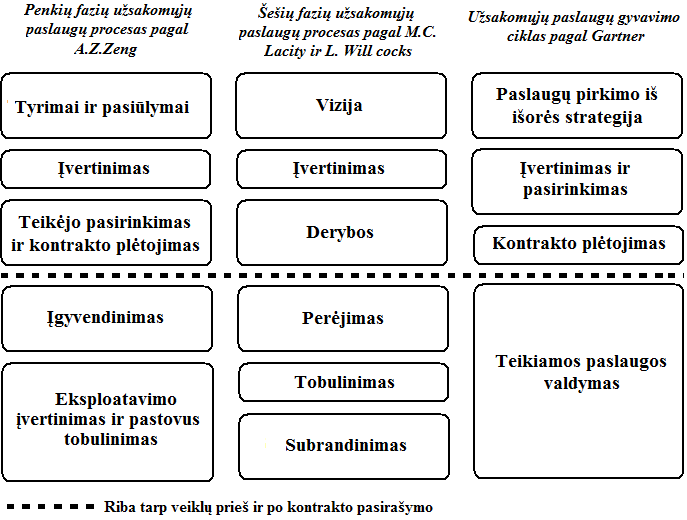 Penkių fazių užsakomujų
paslaugų procesas pagal
A.Z.Zeng
Šešių fazių užsakomujų
paslaugų procesas pagal M.C.
Lacity ir L. Will cocks
Užsakomujų paslaugų gyvavimo
ciklas pagal Gartner
Tyrimai ir pasiūlymai
Vizija
Paslaugų pirkimo iš
išorės strategija
Įvertinimas
Įvertinimas
Įvertinimas ir
pasirinkimas
Teikėjo pasirinkimas
ir kontrakto plėtojimas
Derybos
Kontrakto plėtojimas
Įgyvendinimas
Perėjimas
Teikiamos paslaugos
valdymas
Eksploatavimo
įvertinimas ir pastovus
tobulinimas
Tobulinimas
Subrandinimas
Riba tarp veiklų prieš ir po kontrakto pasirašymo